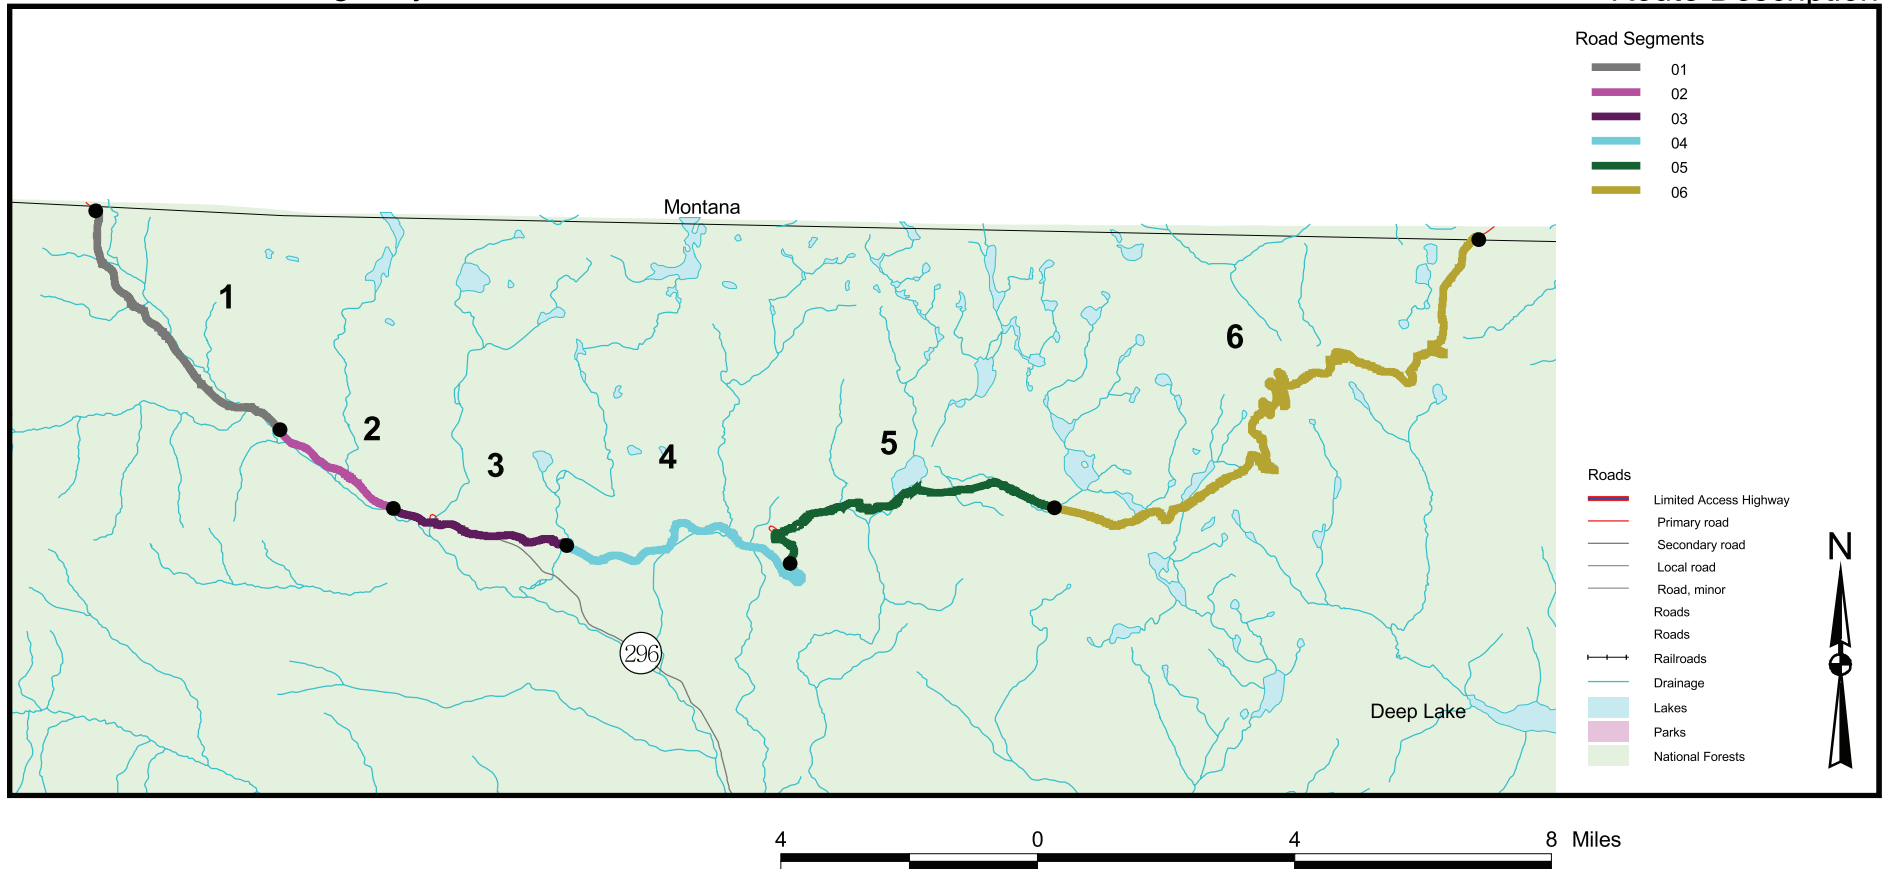 Road Segments
01
02
03
04
05
06
Montana
1
2
3
4
5
6
296
Deep Lake
Roads
Limited Access Highway
Primary road
Secondary road
Local road
Road, minor
Roads
Roads
Railroads
Drainage
Lakes
Parks
National Forests
N
4 0 4 8 Miles